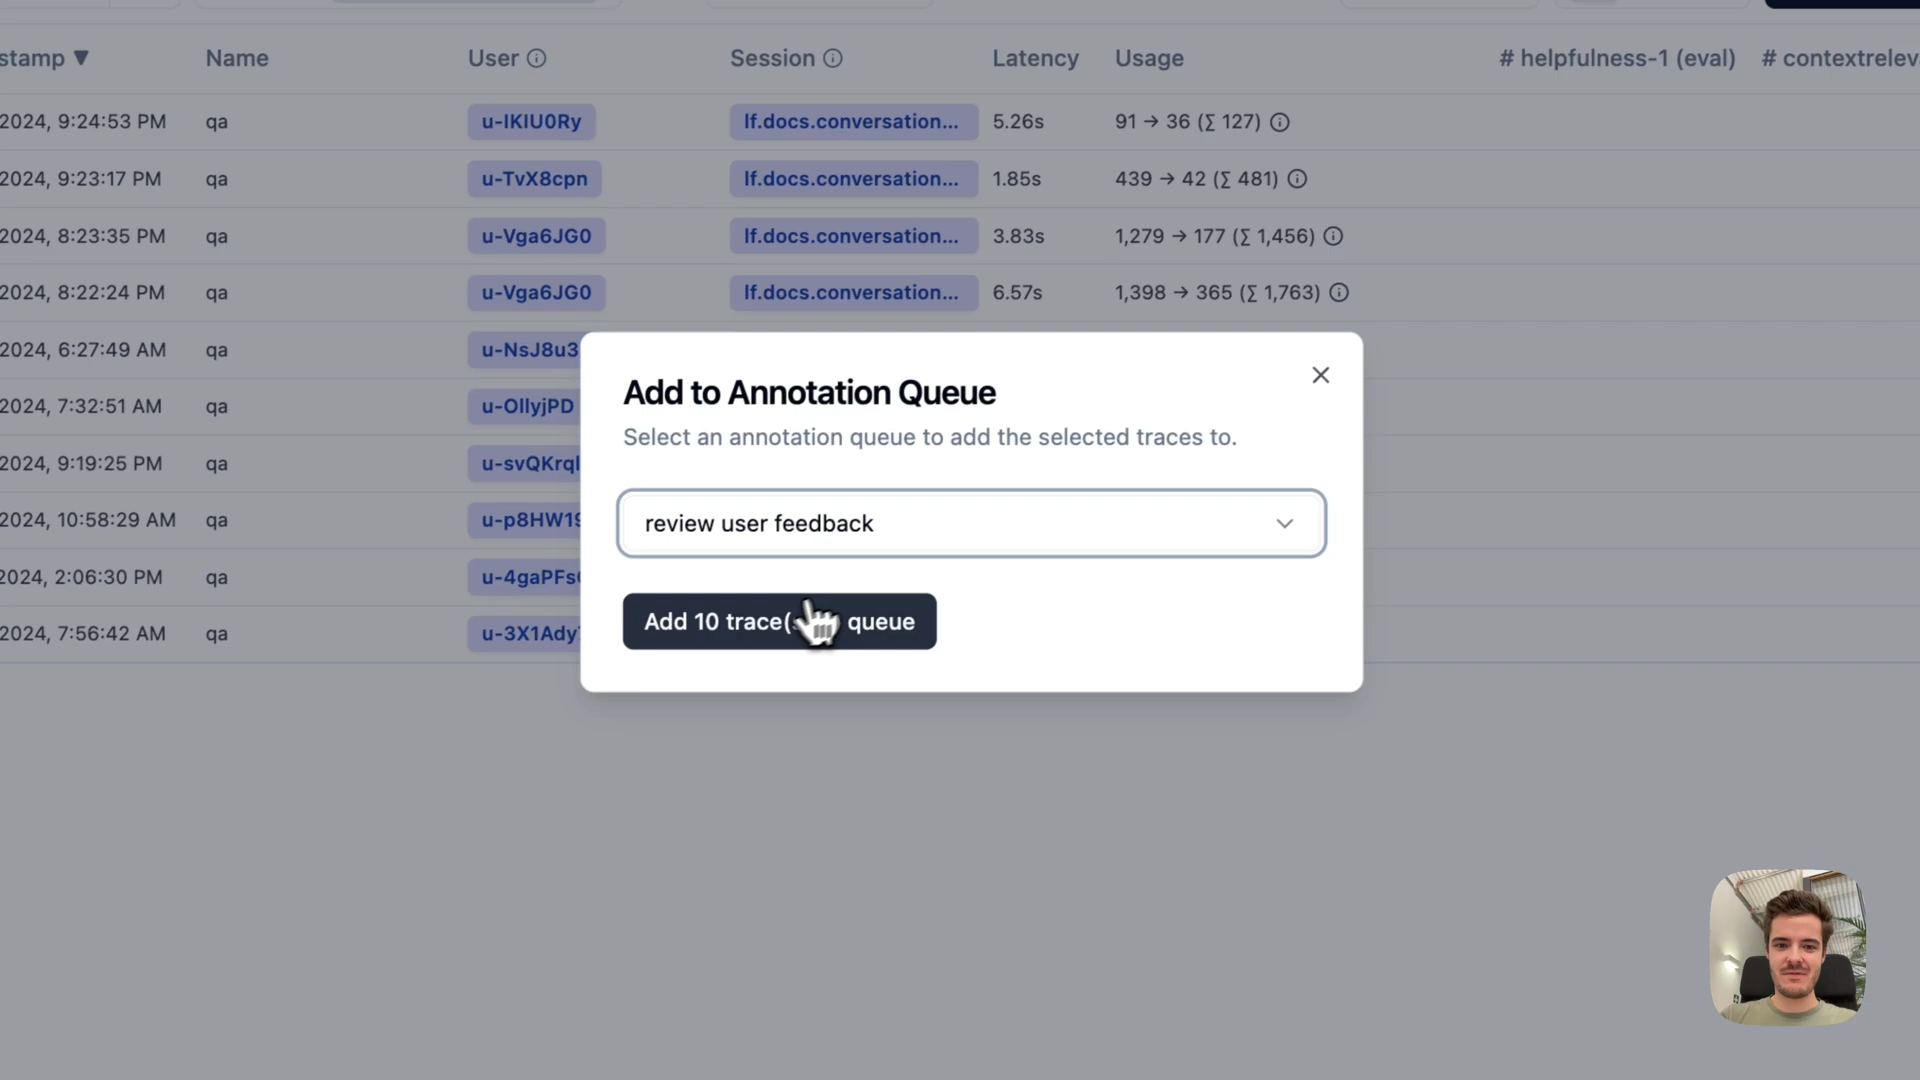 stamp ▼ Name User Session Latency Usage # helpfulness-1 (eval) # contextrelev
2024, 9:24:53 PM qa u-IKIU0Ry lf.docs.conversation... 5.26s 91 → 36 (∑ 127)
2024, 9:23:17 PM qa u-TvX8cpn lf.docs.conversation... 1.85s 439 → 42 (∑ 481)
2024, 8:23:35 PM qa u-Vga6JG0 lf.docs.conversation... 3.83s 1,279 → 177 (∑ 1,456)
2024, 8:22:24 PM qa u-Vga6JG0 lf.docs.conversation... 6.57s 1,398 → 365 (∑ 1,763)
2024, 6:27:49 AM qa u-NsJ8u3
2024, 7:32:51 AM qa u-OllyjPD
2024, 9:19:25 PM qa u-svQKrql
2024, 10:58:29 AM qa u-p8HW19
2024, 2:06:30 PM qa u-4gaPFs
2024, 7:56:42 AM qa u-3X1Ady
Add to Annotation Queue
Select an annotation queue to add the selected traces to.
review user feedback
Add 10 trace( queue